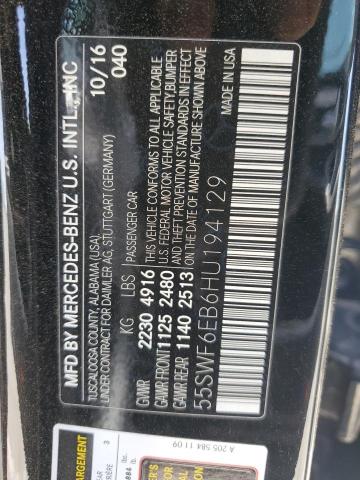 MFD BY MERCEDES-BENZ U.S. INTL., INC
TUSCALOOSA COUNTY, ALABAMA (USA)
UNDER CONTRACT FOR DAIMLER AG, STUTTGART (GERMANY)
10/16
040
KG LBS
GVWR 2230 4916
GAWR FRONT 1125 2480
GAWR REAR 1140 2513
PASSENGER CAR
THIS VEHICLE CONFORMS TO ALL APPLICABLE
U.S. FEDERAL MOTOR VEHICLE SAFETY, BUMPER
AND THEFT PREVENTION STANDARDS IN EFFECT
ON DATE OF MANUFACTURE SHOWN ABOVE
55SWF6EB6HU194129
MADE IN USA
A 205 584 11 09
3